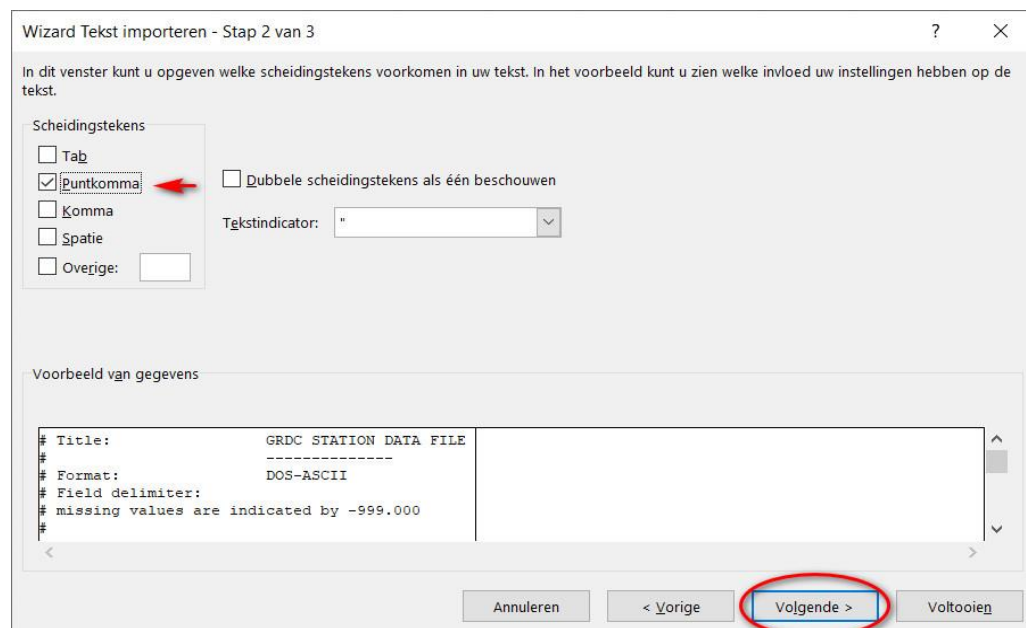 Wizard Tekst importeren - Stap 2 van 3
In dit venster kunt u opgeven welke scheidingstekens voorkomen in uw tekst. In het voorbeeld kunt u zien welke invloed uw instellingen hebben op de
tekst.
Scheidingstekens
Tab
Puntkomma
Komma
Spatie
Overige:
Dubbele scheidingstekens als één beschouwen
Tekstindicator: "
Voorbeeld van gegevens
# Title: GRDC STATION DATA FILE
# --------------
# Format: DOS-ASCII
# Field delimiter:
# missing values are indicated by -999.000
#
Annuleren < Vorige Volgende > Voltooien